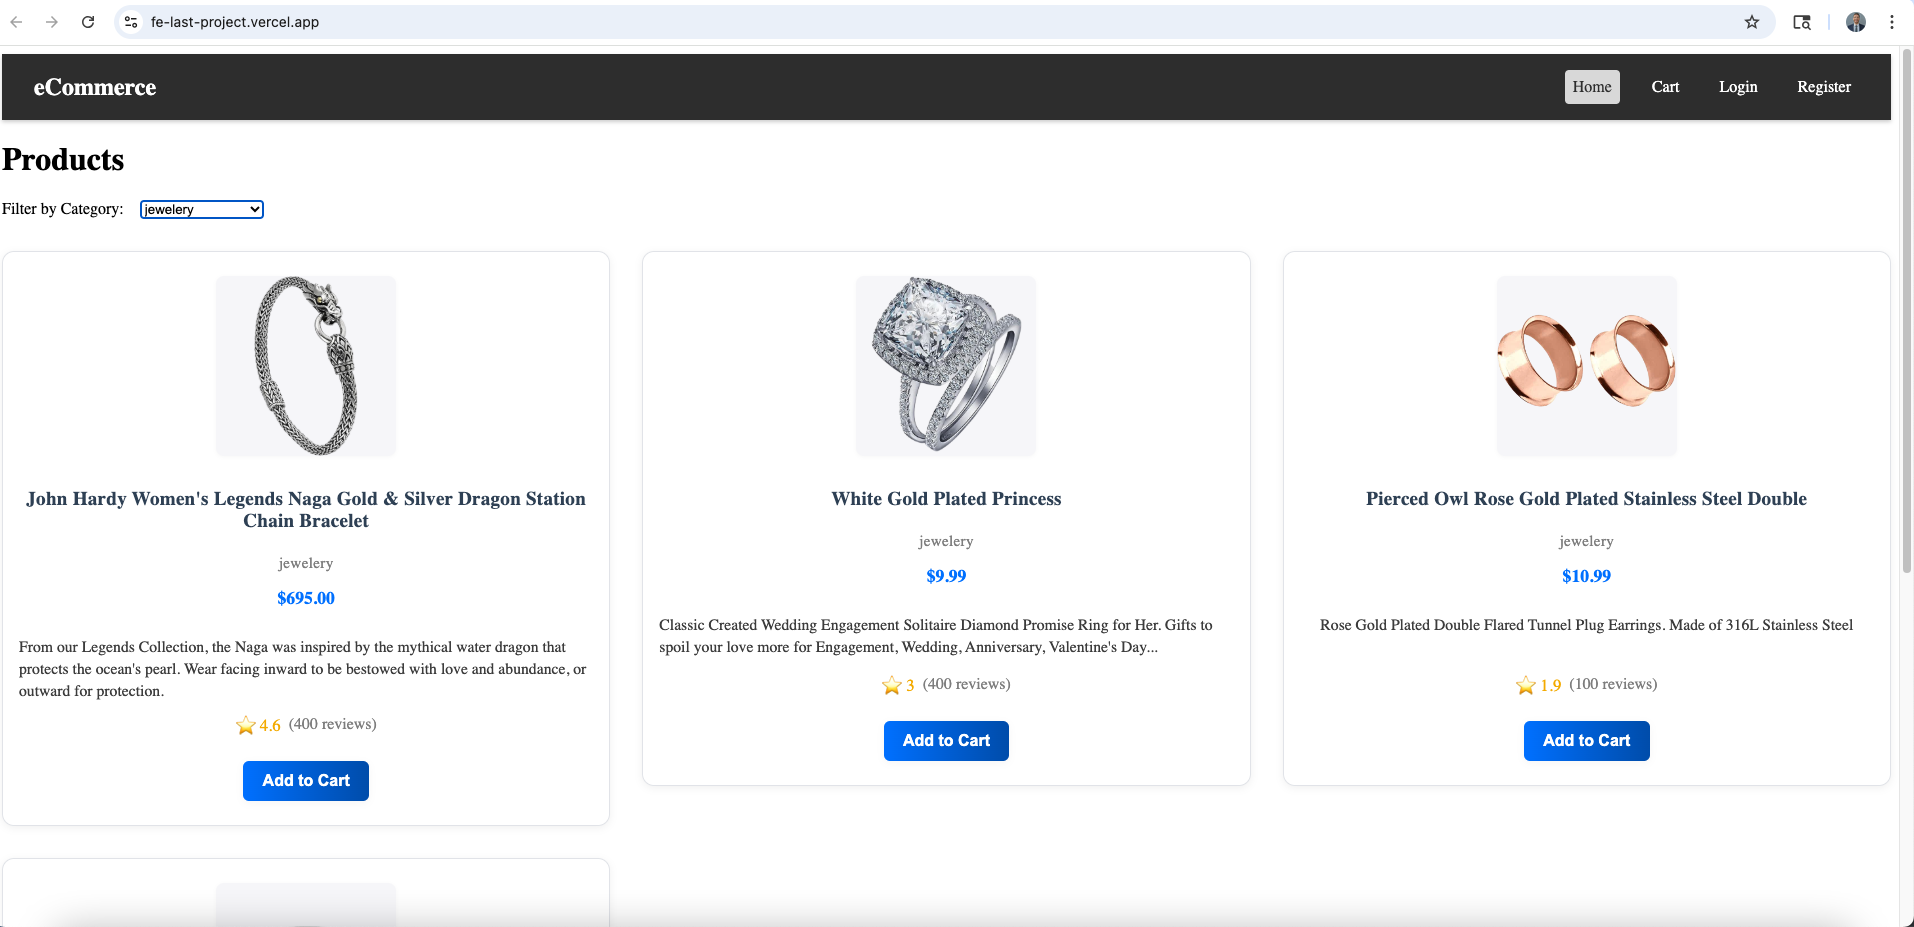 fe-last-project.vercel.app
eCommerce
Home
Cart
Login
Register
Products
Filter by Category:
jewelery
John Hardy Women's Legends Naga Gold & Silver Dragon Station
Chain Bracelet
jewelery
$695.00
From our Legends Collection, the Naga was inspired by the mythical water dragon that
protects the ocean's pearl. Wear facing inward to be bestowed with love and abundance, or
outward for protection.
4.6 (400 reviews)
Add to Cart
White Gold Plated Princess
jewelery
$9.99
Classic Created Wedding Engagement Solitaire Diamond Promise Ring for Her. Gifts to
spoil your love more for Engagement, Wedding, Anniversary, Valentine's Day...
3 (400 reviews)
Add to Cart
Pierced Owl Rose Gold Plated Stainless Steel Double
jewelery
$10.99
Rose Gold Plated Double Flared Tunnel Plug Earrings. Made of 316L Stainless Steel
1.9 (100 reviews)
Add to Cart